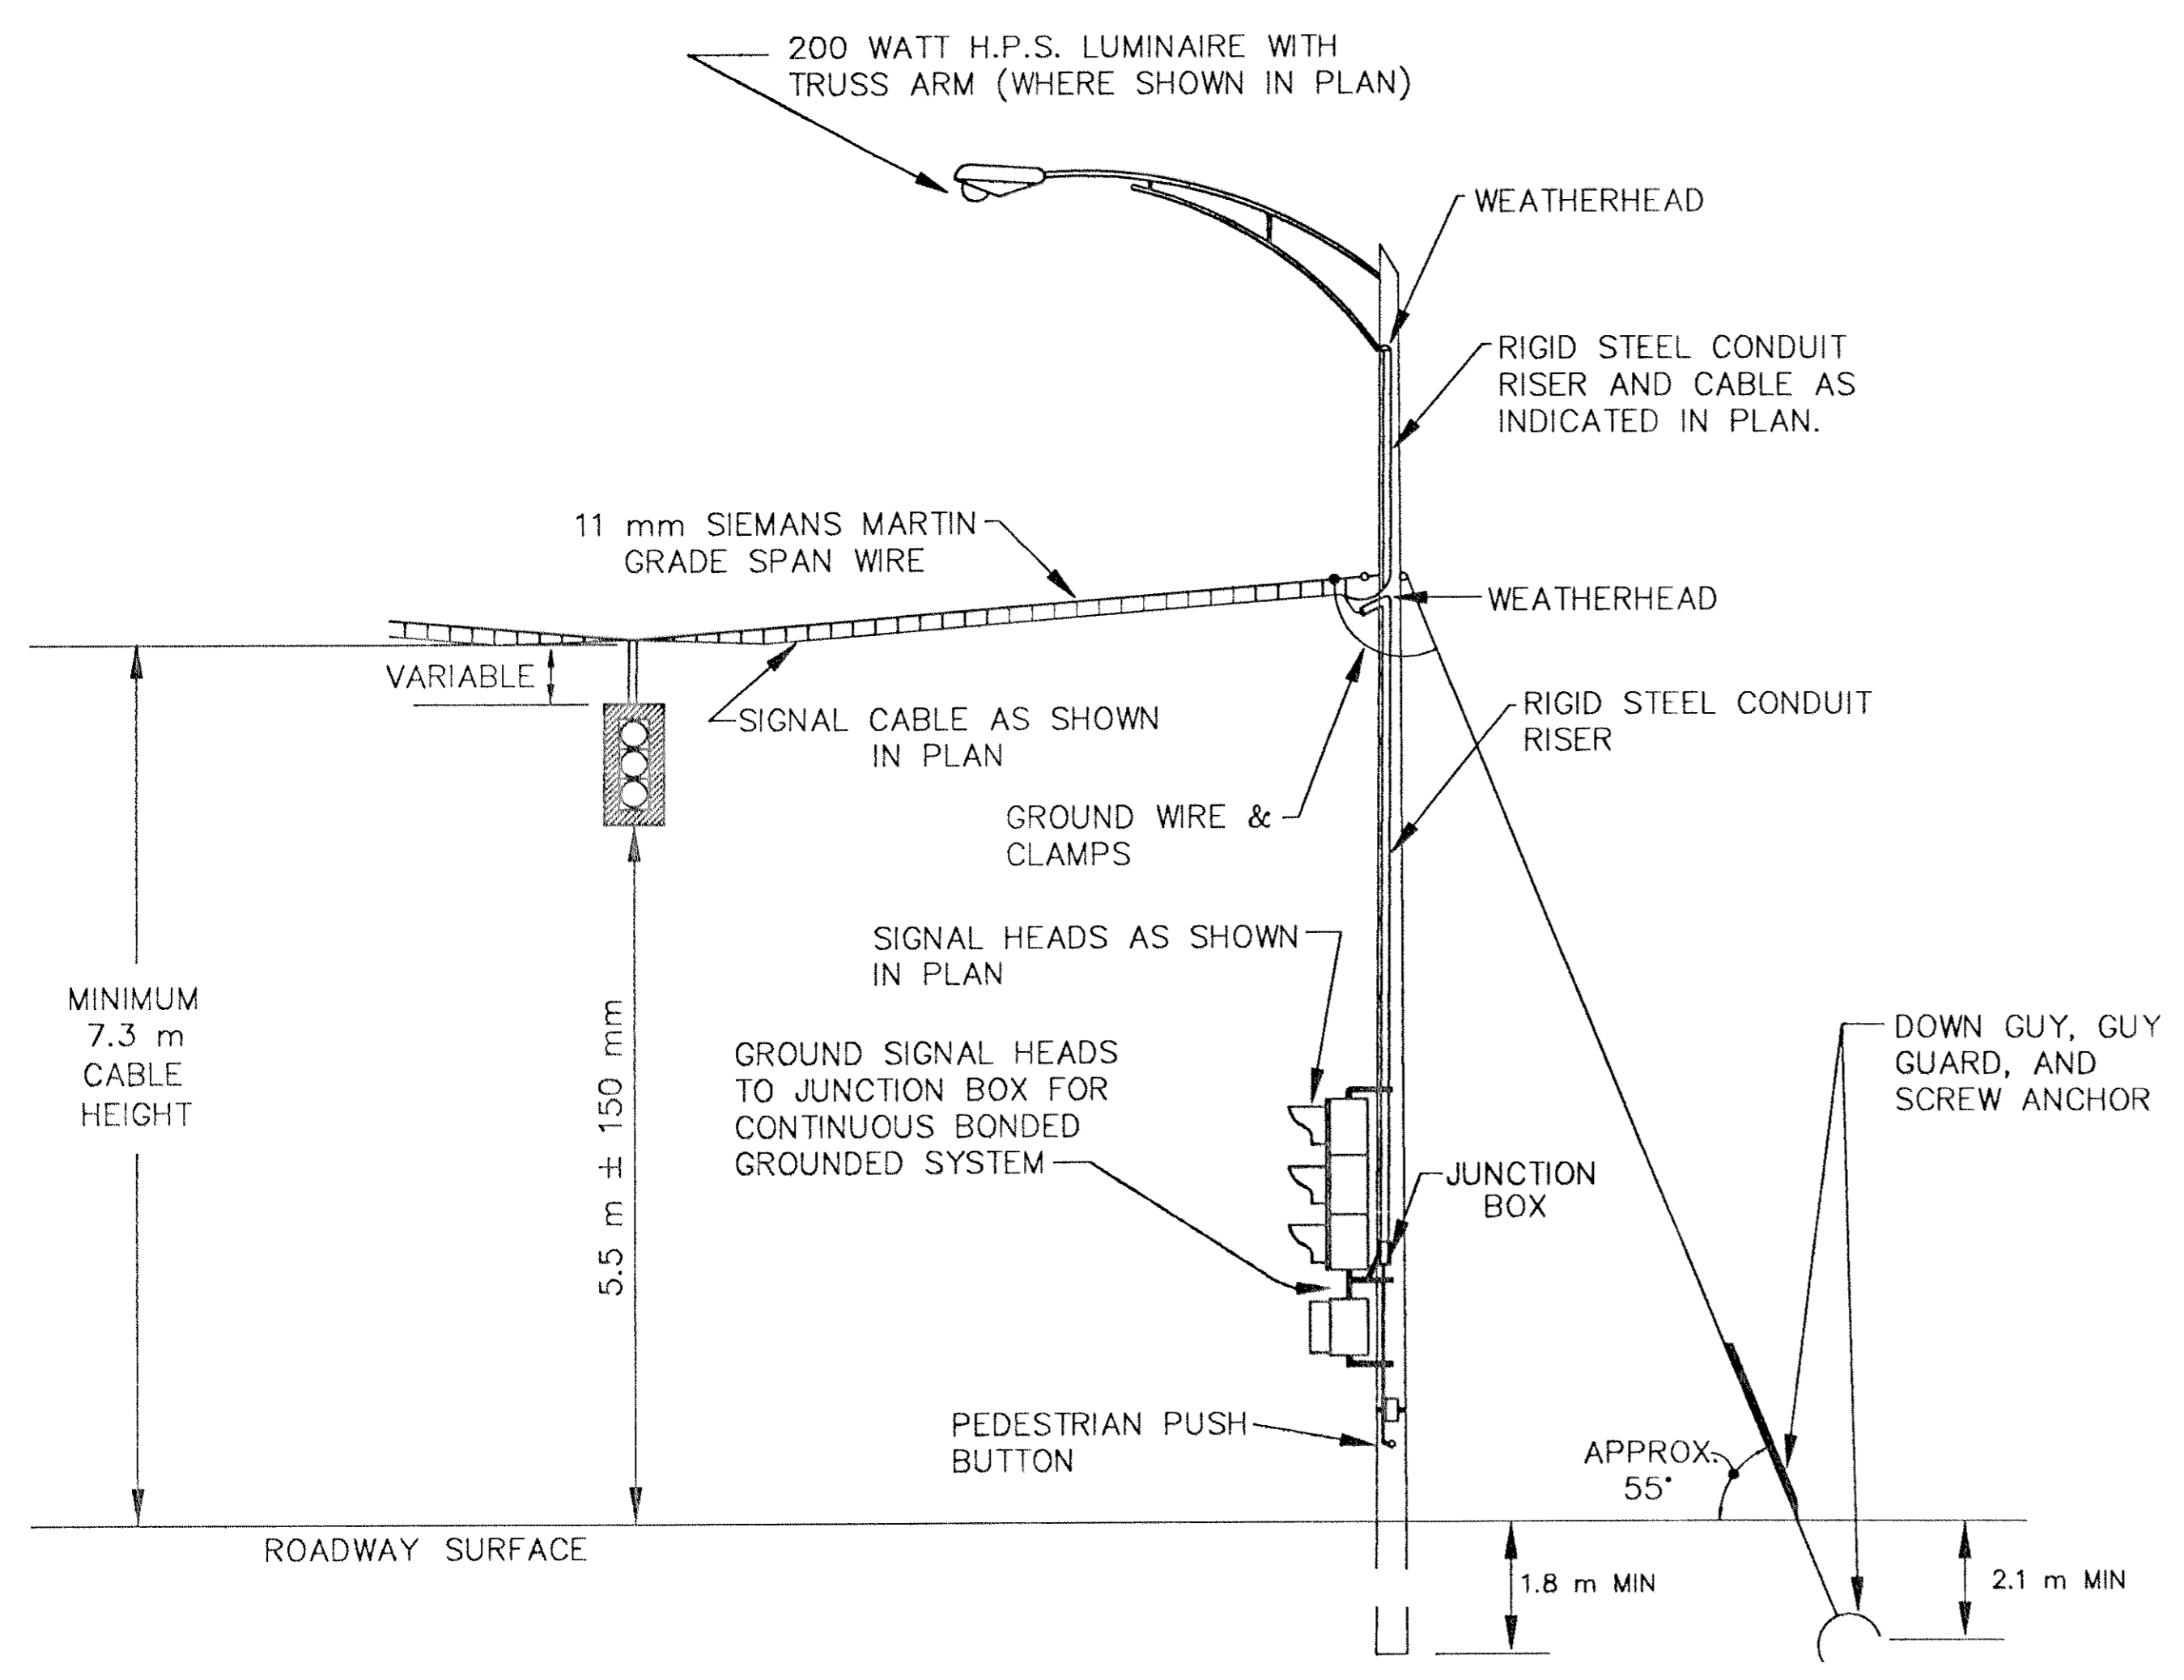 200 WATT H.P.S. LUMINAIRE WITH
TRUSS ARM (WHERE SHOWN IN PLAN)
WEATHERHEAD
RIGID STEEL CONDUIT
RISER AND CABLE AS
INDICATED IN PLAN.
11 mm SIEMANS MARTIN
GRADE SPAN WIRE
WEATHERHEAD
VARIABLE
SIGNAL CABLE AS SHOWN
IN PLAN
RIGID STEEL CONDUIT
RISER
GROUND WIRE &
CLAMPS
SIGNAL HEADS AS SHOWN
IN PLAN
MINIMUM
7.3 m
CABLE
HEIGHT
5.5 m ± 150 mm
GROUND SIGNAL HEADS
TO JUNCTION BOX FOR
CONTINUOUS BONDED
GROUNDED SYSTEM
DOWN GUY, GUY
GUARD, AND
SCREW ANCHOR
JUNCTION
BOX
PEDESTRIAN PUSH
BUTTON
APPROX.
55°
ROADWAY SURFACE
1.8 m MIN
2.1 m MIN